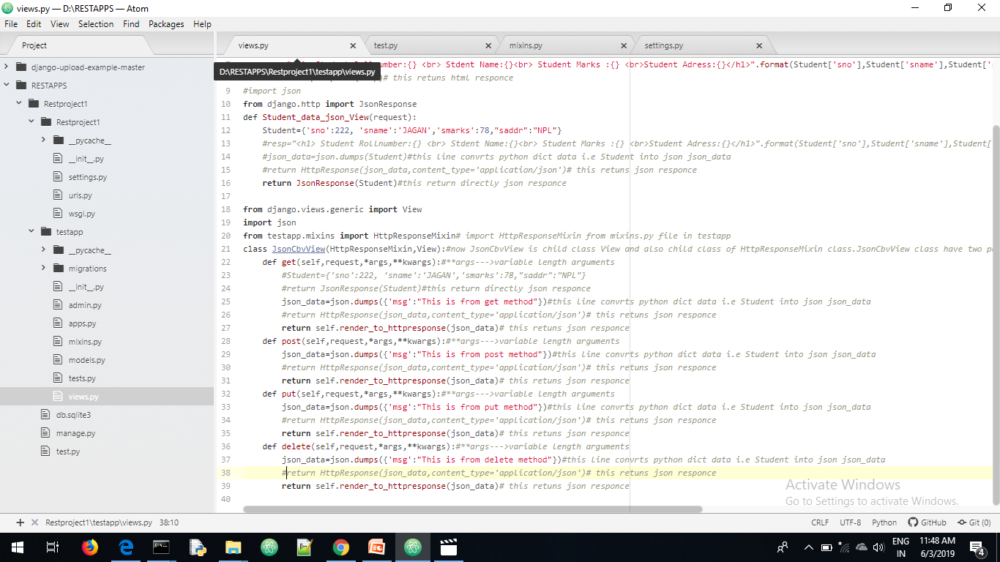 views.py — D:\RESTAPPS — Atom
File Edit View Selection Find Packages Help
Project
views.py
test.py
mixins.py
settings.py
D:\RESTAPPS\Restproject1\testapp\views.py
django-upload-example-master
RESTAPPS
Restproject1
Restproject1
__pycache__
__init__.py
settings.py
urls.py
wsgi.py
testapp
__pycache__
migrations
__init__.py
admin.py
apps.py
mixins.py
models.py
tests.py
views.py
db.sqlite3
manage.py
test.py
number:{} <br> Stdent Name:{}<br> Student Marks :{} <br>Student Adress:{}</h1>".format(Student['sno'],Student['sname'],Student['
)# this retuns html responce
9 #import json
10 from django.http import JsonResponse
11 def Student_data_json_View(request):
12 Student={'sno':222, 'sname':'JAGAN','smarks':78,"saddr":"NPL"}
13 #resp="<h1> Student Rollnumber:{} <br> Stdent Name:{}<br> Student Marks :{} <br>Student Adress:{}</h1>".format(Student['sno'],Student['sname'],Student[
14 #json_data=json.dumps(Student)#this line convrts python dict data i.e Student into json json_data
15 #return HttpResponse(json_data,content_type='application/json')# this retuns json responce
16 return JsonResponse(Student)#this return directly json responce
17
18 from django.views.generic import View
19 import json
20 from testapp.mixins import HttpResponseMixin# import HttpResponseMixin from mixins.py file in testapp
21 class JsonCbvView(HttpResponseMixin,View):#now JsonCbvView is child class View and also child class of HttpResponseMixin class.JsonCbvView class have two p
22 def get(self,request,*args,**kwargs):#**args--->variable length arguments
23 #Student={'sno':222, 'sname':'JAGAN','smarks':78,"saddr":"NPL"}
24 #return JsonResponse(Student)#this return directly json responce
25 json_data=json.dumps({'msg':"This is from get method"})#this line convrts python dict data i.e Student into json json_data
26 #return HttpResponse(json_data,content_type='application/json')# this retuns json responce
27 return self.render_to_httpresponse(json_data)# this retuns json responce
28 def post(self,request,*args,**kwargs):#**args--->variable length arguments
29 json_data=json.dumps({'msg':"This is from post method"})#this line convrts python dict data i.e Student into json json_data
30 #return HttpResponse(json_data,content_type='application/json')# this retuns json responce
31 return self.render_to_httpresponse(json_data)# this retuns json responce
32 def put(self,request,*args,**kwargs):#**args--->variable length arguments
33 json_data=json.dumps({'msg':"This is from put method"})#this line convrts python dict data i.e Student into json json_data
34 #return HttpResponse(json_data,content_type='application/json')# this retuns json responce
35 return self.render_to_httpresponse(json_data)# this retuns json responce
36 def delete(self,request,*args,**kwargs):#**args--->variable length arguments
37 json_data=json.dumps({'msg':"This is from delete method"})#this line convrts python dict data i.e Student into json json_data
38 #return HttpResponse(json_data,content_type='application/json')# this retuns json responce
39 return self.render_to_httpresponse(json_data)# this retuns json responce
40
Activate Windows
Go to Settings to activate Windows.
Restproject1\testapp\views.py 38:10
CRLF UTF-8 Python GitHub Git (0)
ENG
IN
11:48 AM
6/3/2019
4